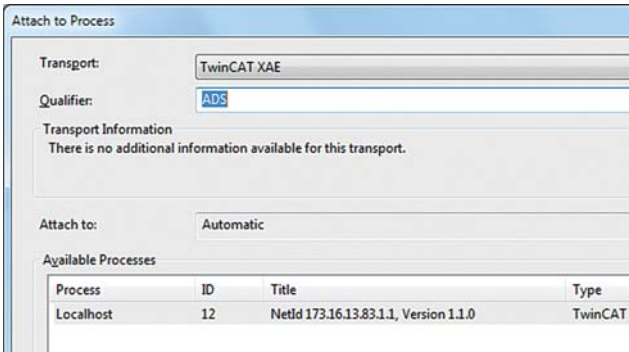 Attach to Process
Transport: TwinCAT XAE
Qualifier: ADS
Transport Information
There is no additional information available for this transport.
Attach to: Automatic
Available Processes
Process ID Title Type
Localhost 12 NetId 173.16.13.83.1.1, Version 1.1.0 TwinCAT